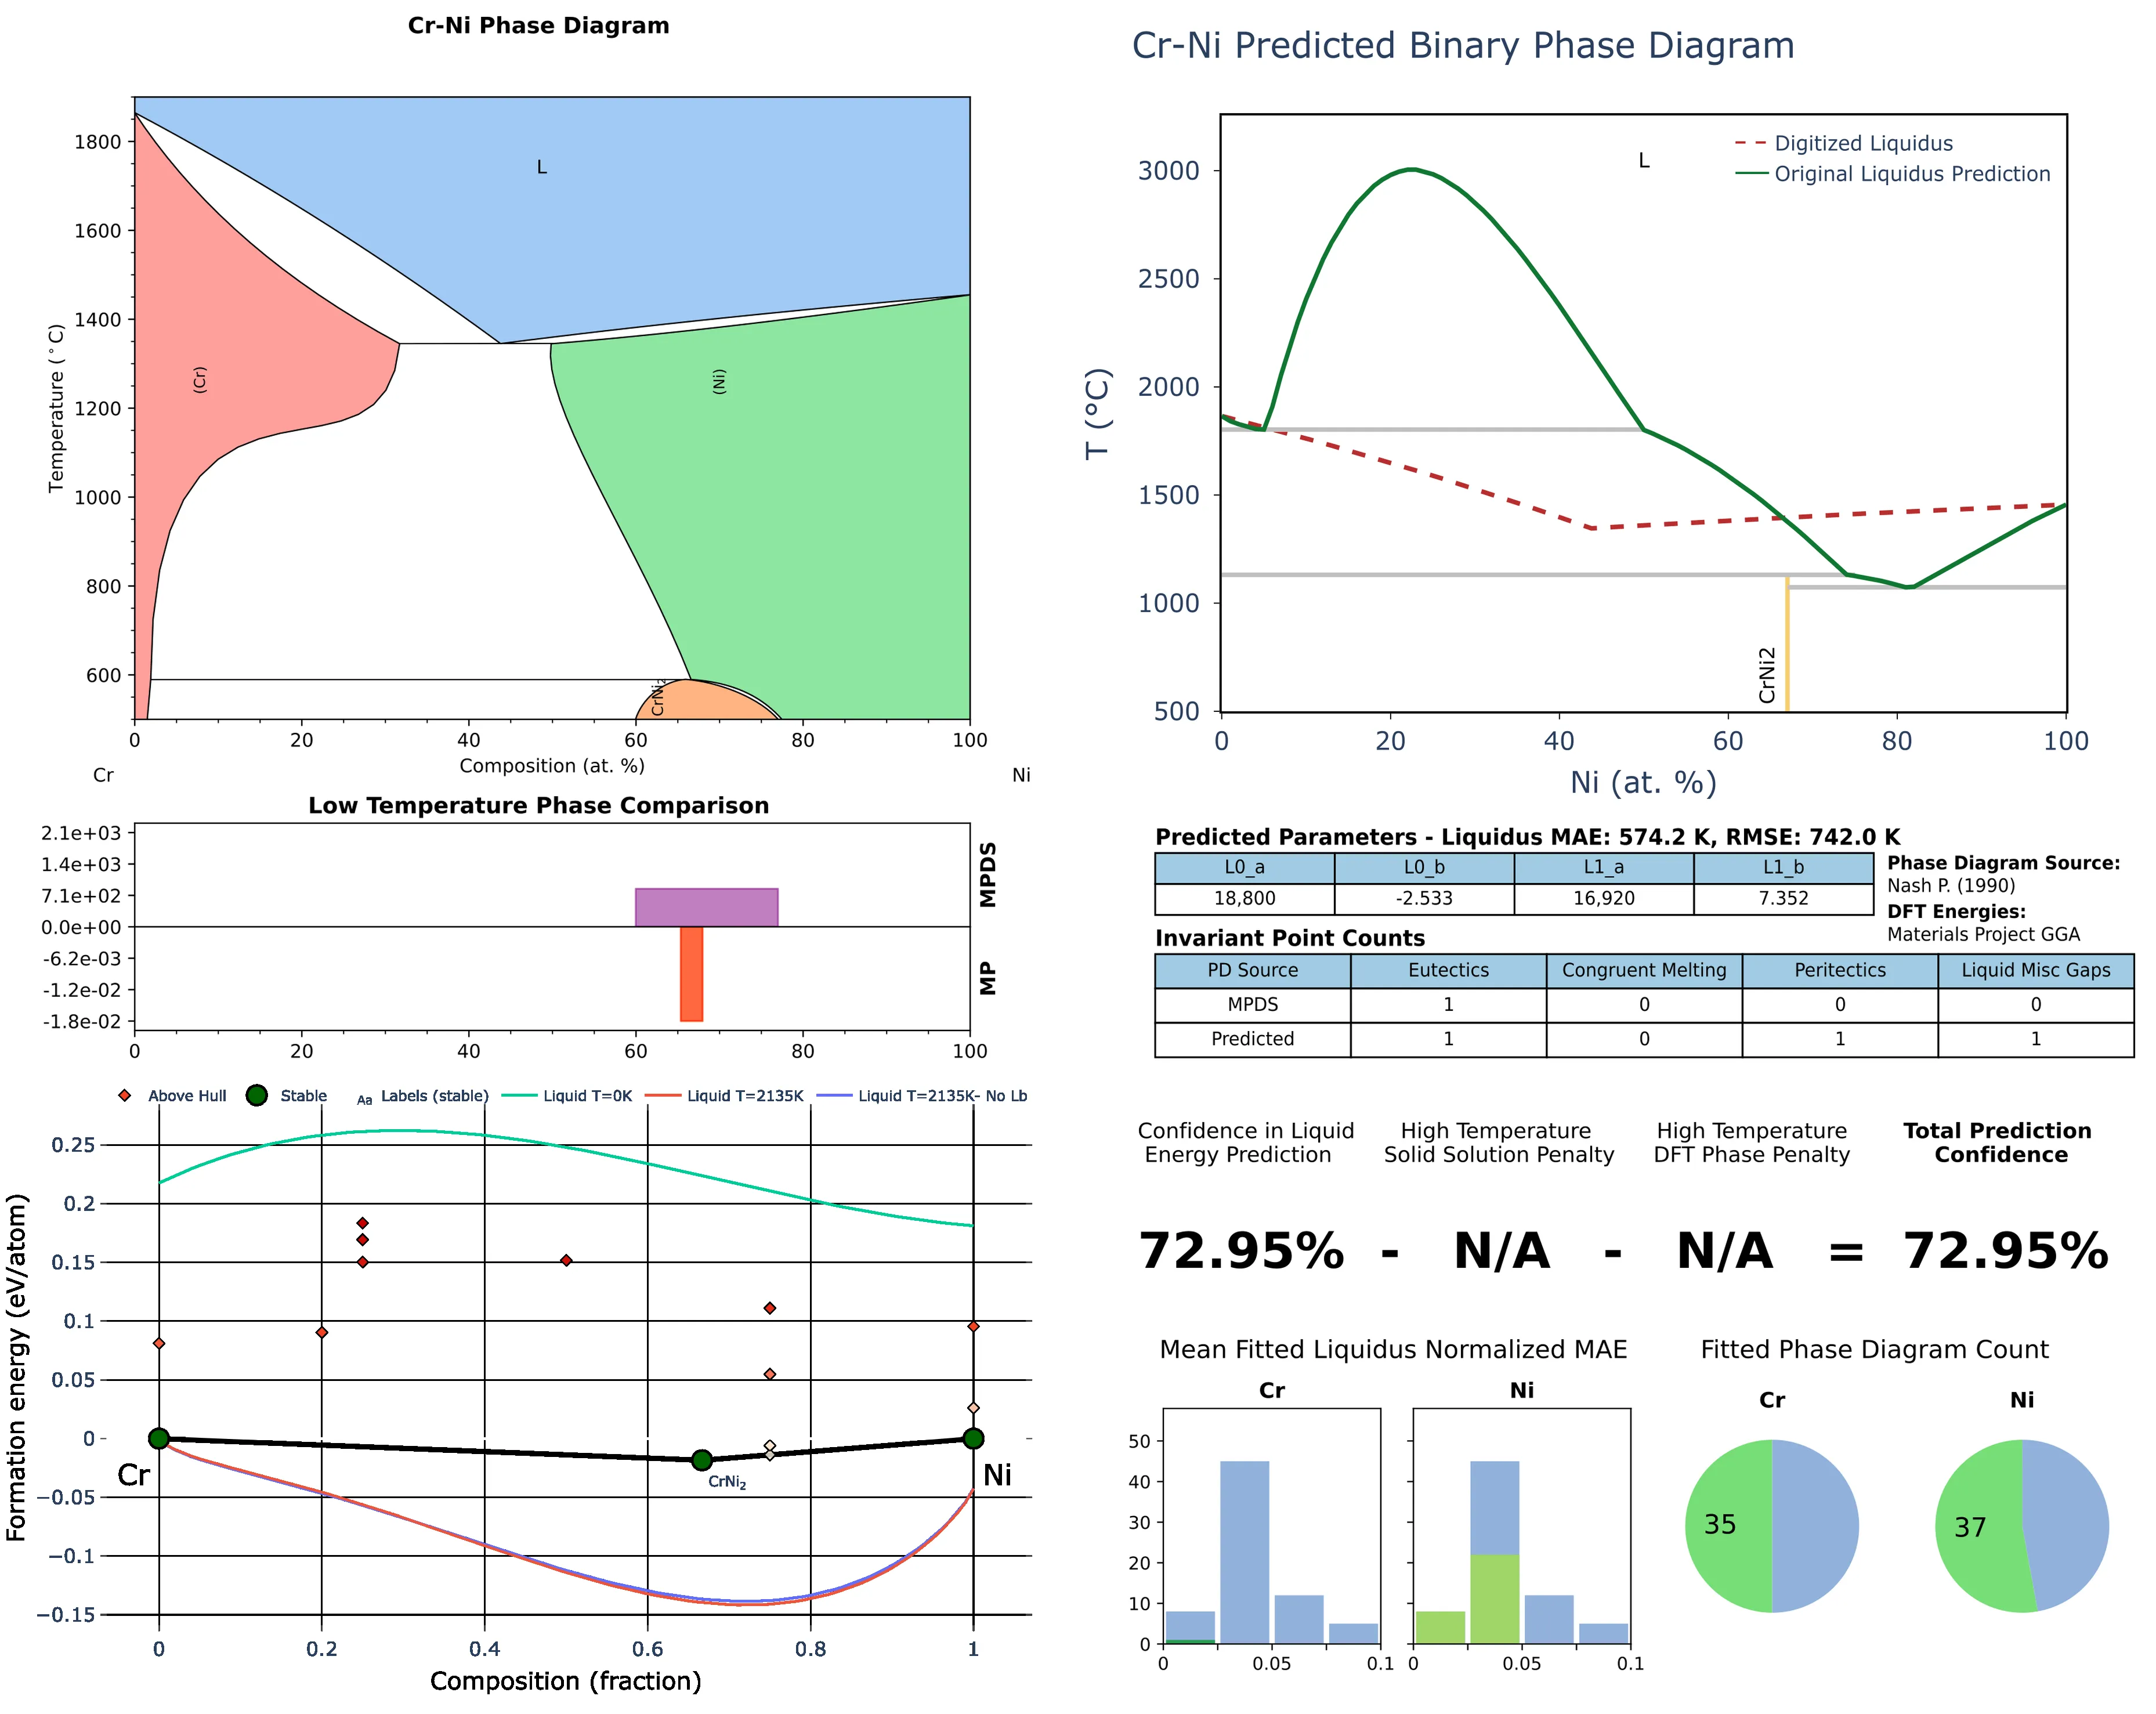 Cr-Ni Phase Diagram
1800
1600
1400
1200
1000
800
600
Temperature (°C)
L
(Cr)
(Ni)
CrNi₂
0 20 40 60 80 100
Composition (at. %)
Cr Ni
Cr-Ni Predicted Binary Phase Diagram
Digitized Liquidus
Original Liquidus Prediction
L
3000
2500
2000
1500
1000
500
T (°C)
CrNi2
0 20 40 60 80 100
Ni (at. %)
Low Temperature Phase Comparison
2.1e+03
1.4e+03
7.1e+02
0.0e+00
-6.2e-03
-1.2e-02
-1.8e-02
MPDS
MP
0 20 40 60 80 100
Predicted Parameters - Liquidus MAE: 574.2 K, RMSE: 742.0 K
L0_a L0_b L1_a L1_b
18,800 -2.533 16,920 7.352
Phase Diagram Source:
Nash P. (1990)
DFT Energies:
Materials Project GGA
Invariant Point Counts
PD Source Eutectics Congruent Melting Peritectics Liquid Misc Gaps
MPDS 1 0 0 0
Predicted 1 0 1 1
Above Hull Stable Aa Labels (stable) Liquid T=0K Liquid T=2135K Liquid T=2135K- No Lb
0.25
0.2
0.15
0.1
0.05
0
−0.05
−0.1
−0.15
Formation energy (eV/atom)
Cr
CrNi₂
Ni
0 0.2 0.4 0.6 0.8 1
Composition (fraction)
Confidence in Liquid
Energy Prediction
High Temperature
Solid Solution Penalty
High Temperature
DFT Phase Penalty
Total Prediction
Confidence
72.95% - N/A - N/A = 72.95%
Mean Fitted Liquidus Normalized MAE
Cr
Ni
50
40
30
20
10
0
0 0.05 0.1
0 0.05 0.1
Fitted Phase Diagram Count
Cr
Ni
35
37